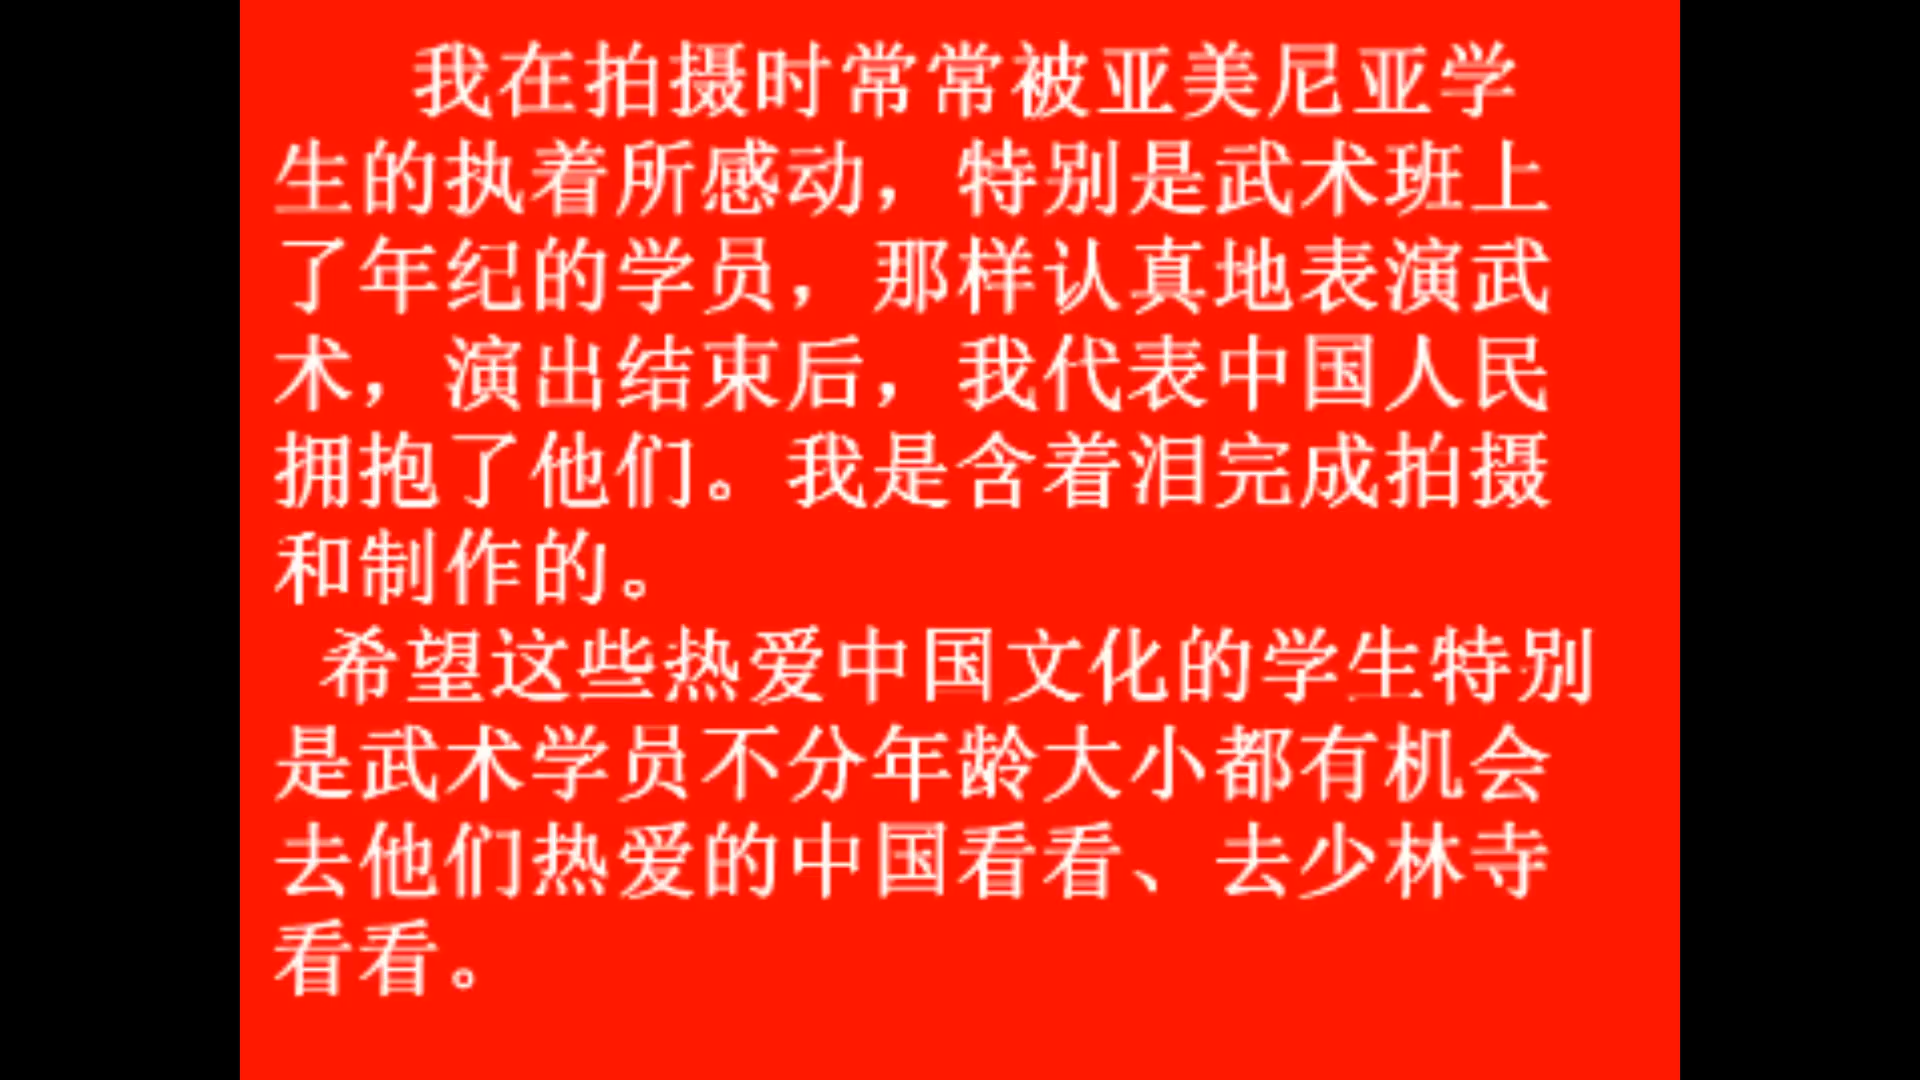 我在拍摄时常常被亚美尼亚学
生的执着所感动，特别是武术班上
了年纪的学员，那样认真地表演武
术，演出结束后，我代表中国人民
拥抱了他们。我是含着泪完成拍摄
和制作的。
希望这些热爱中国文化的学生特别
是武术学员不分年龄大小都有机会
去他们热爱的中国看看、去少林寺
看看。